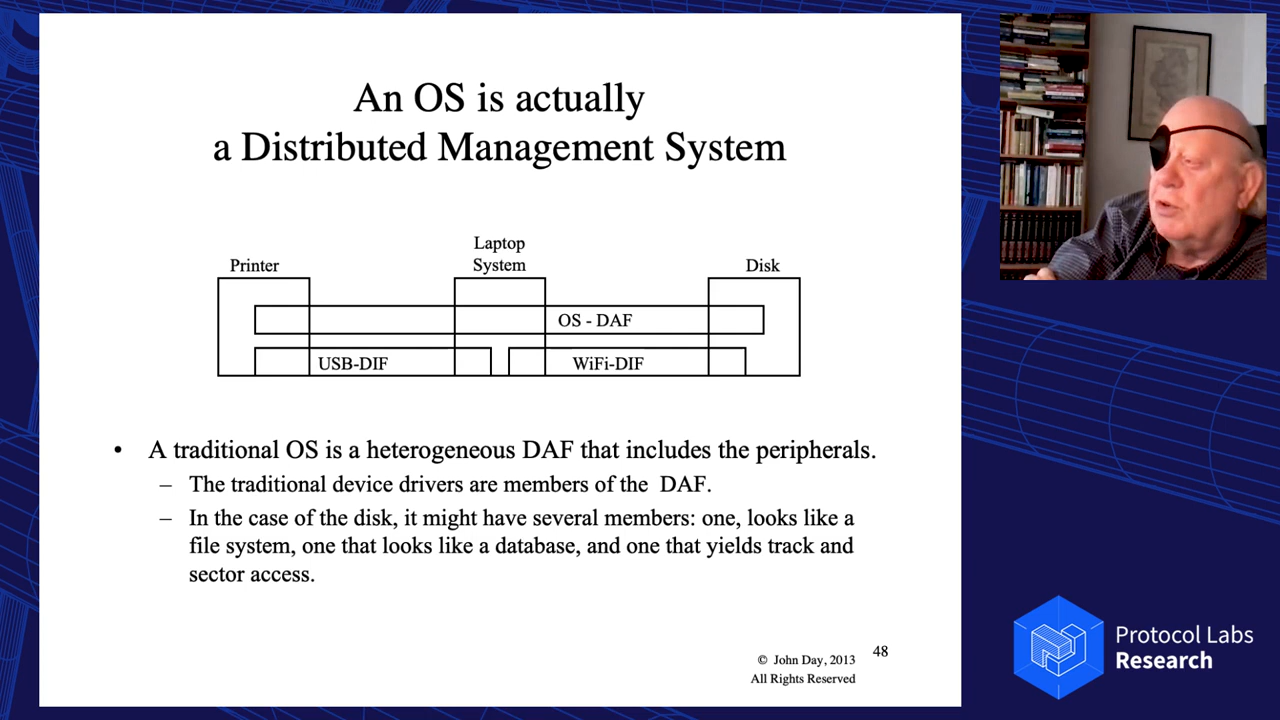 An OS is actually
a Distributed Management System
Laptop
System
Printer
Disk
OS - DAF
USB-DIF
WiFi-DIF
• A traditional OS is a heterogeneous DAF that includes the peripherals.
– The traditional device drivers are members of the DAF.
– In the case of the disk, it might have several members: one, looks like a
file system, one that looks like a database, and one that yields track and
sector access.
© John Day, 2013
All Rights Reserved
48
Protocol Labs
Research